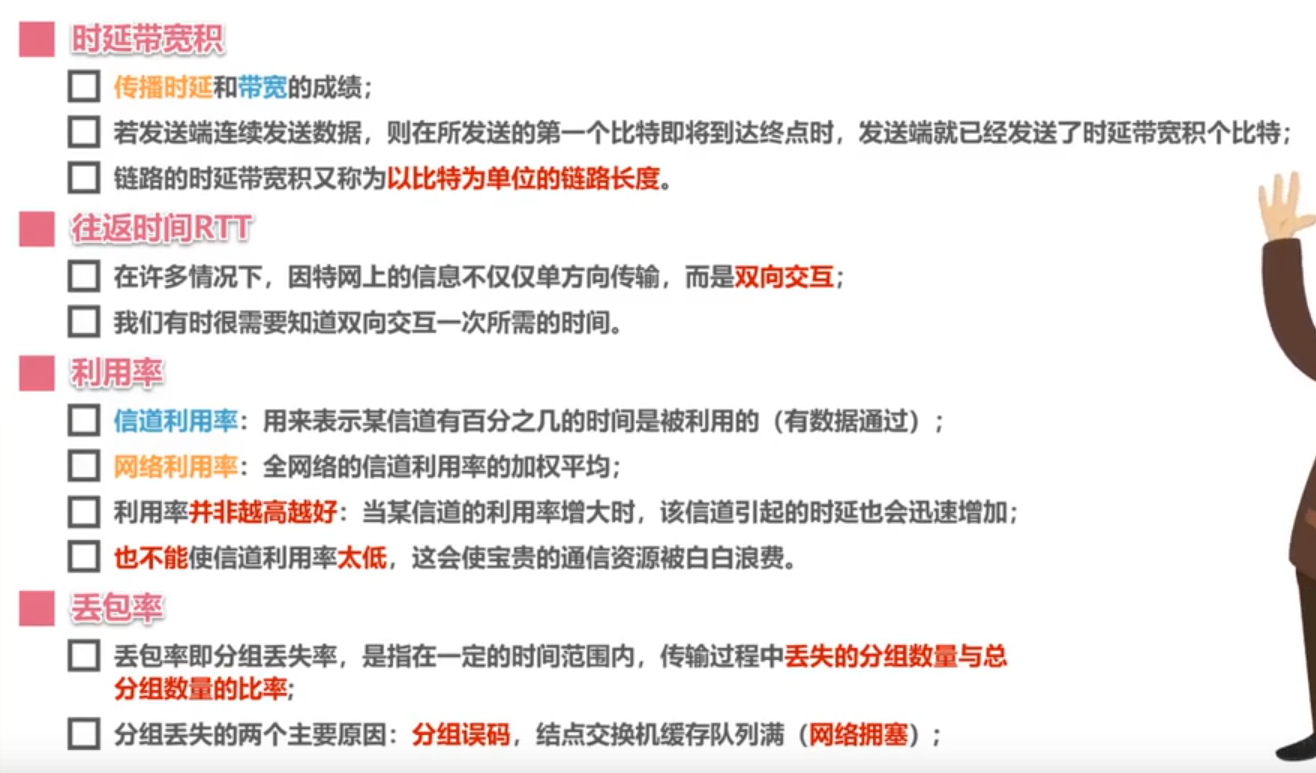 时延带宽积
传播时延和带宽的成绩；
若发送端连续发送数据，则在所发送的第一个比特即将到达终点时，发送端就已经发送了时延带宽积个比特；
链路的时延带宽积又称为以比特为单位的链路长度。
往返时间RTT
在许多情况下，因特网上的信息不仅仅单方向传输，而是双向交互；
我们有时很需要知道双向交互一次所需的时间。
利用率
信道利用率：用来表示某信道有百分之几的时间是被利用的（有数据通过）；
网络利用率：全网络的信道利用率的加权平均；
利用率并非越高越好：当某信道的利用率增大时，该信道引起的时延也会迅速增加；
也不能使信道利用率太低，这会使宝贵的通信资源被白白浪费。
丢包率
丢包率即分组丢失率，是指在一定的时间范围内，传输过程中丢失的分组数量与总
分组数量的比率；
分组丢失的两个主要原因：分组误码，结点交换机缓存队列满（网络拥塞）；